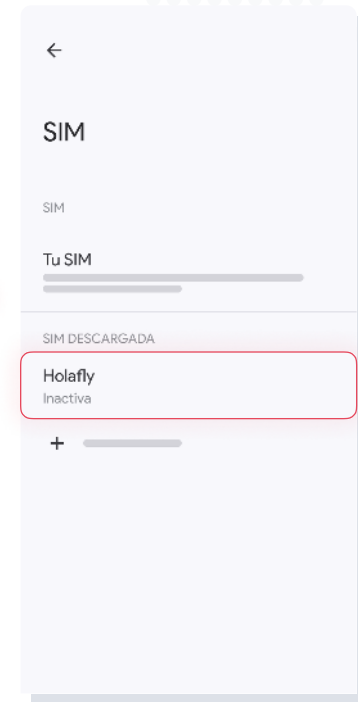 SIM
SIM
Tu SIM
SIM DESCARGADA
Holafly
Inactiva
+